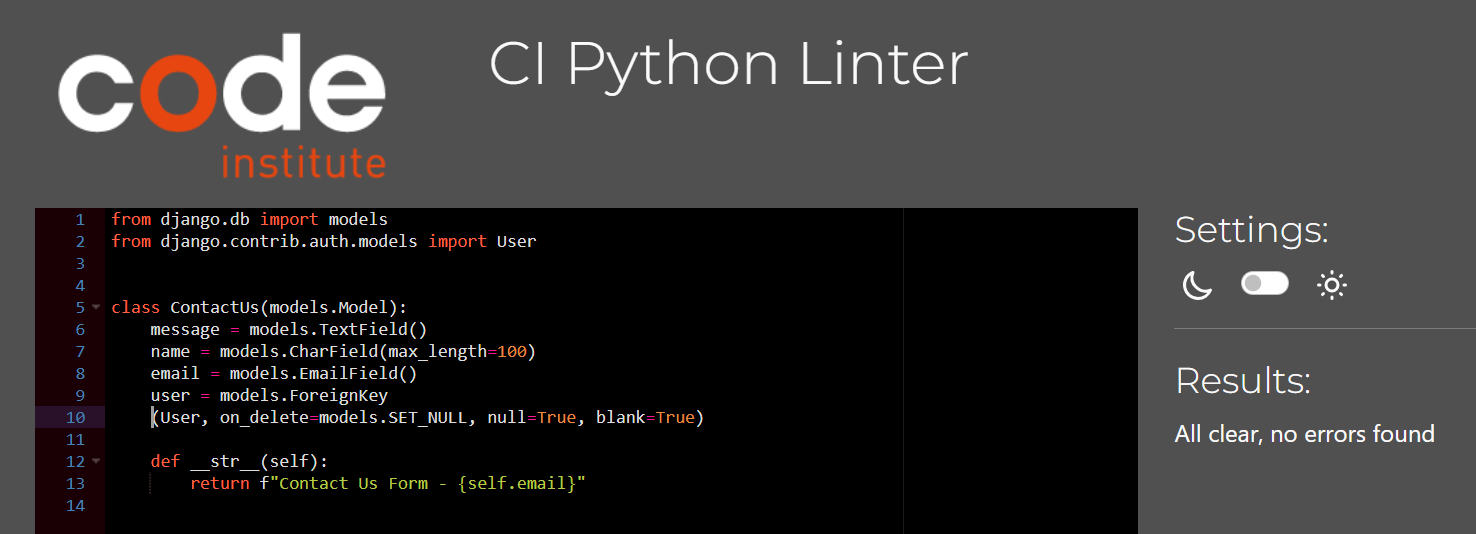 code
institute
CI Python Linter
1 from django.db import models
2 from django.contrib.auth.models import User
3
4
5 class ContactUs(models.Model):
6     message = models.TextField()
7     name = models.CharField(max_length=100)
8     email = models.EmailField()
9     user = models.ForeignKey
10     (User, on_delete=models.SET_NULL, null=True, blank=True)
11
12     def __str__(self):
13         return f"Contact Us Form - {self.email}"
14
Settings:
Results:
All clear, no errors found